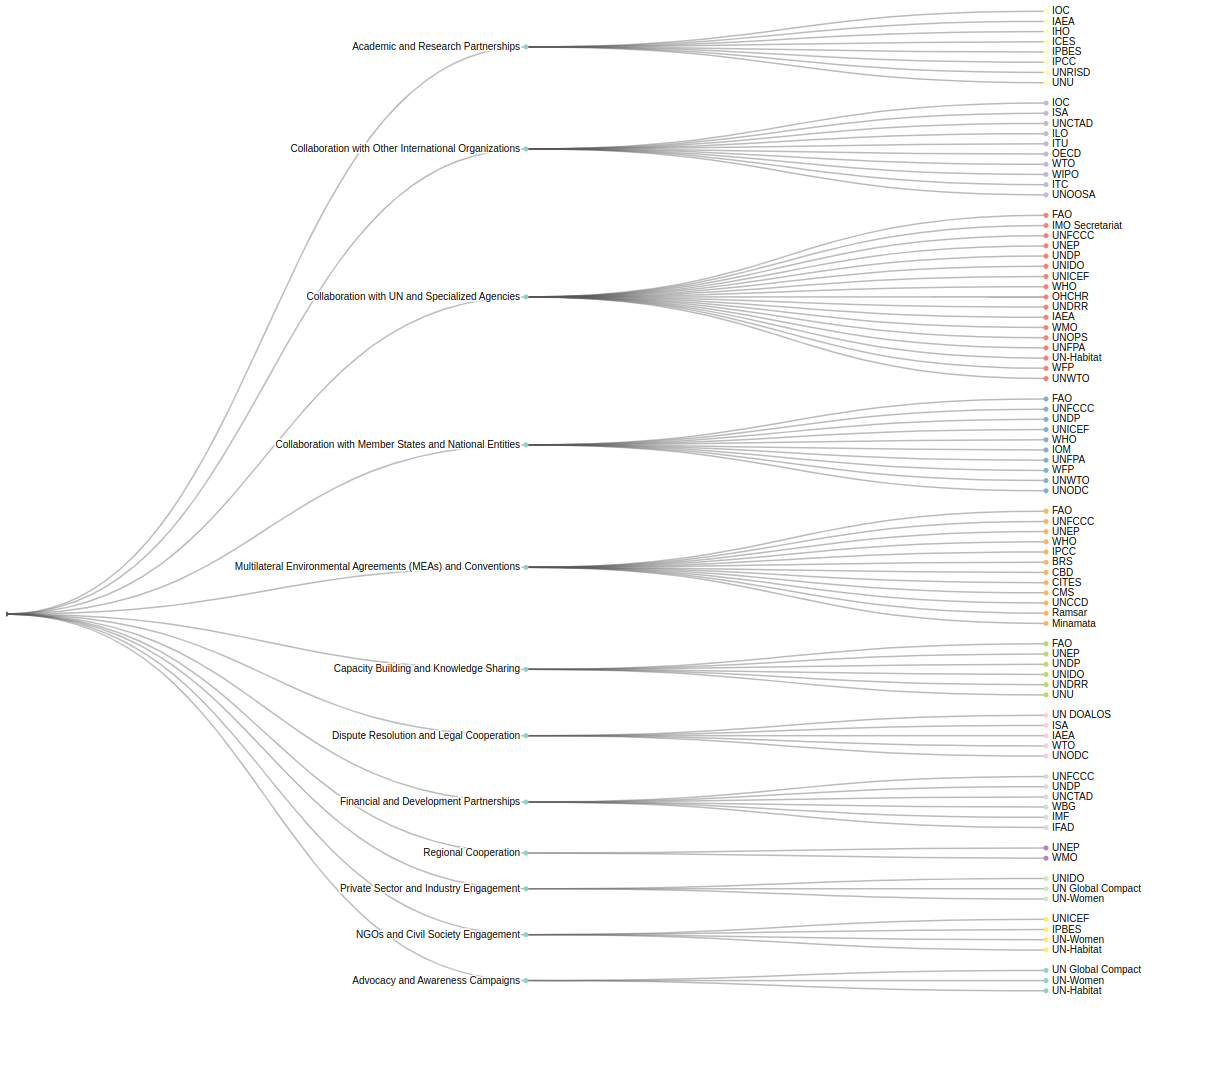 Academic and Research Partnerships
IOC
IAEA
IHO
ICES
IPBES
IPCC
UNRISD
UNU
Collaboration with Other International Organizations
IOC
ISA
UNCTAD
ILO
ITU
OECD
WTO
WIPO
ITC
UNOOSA
Collaboration with UN and Specialized Agencies
FAO
IMO Secretariat
UNFCCC
UNEP
UNDP
UNIDO
UNICEF
WHO
OHCHR
UNDRR
IAEA
WMO
UNOPS
UNFPA
UN-Habitat
WFP
UNWTO
Collaboration with Member States and National Entities
FAO
UNFCCC
UNDP
UNICEF
WHO
IOM
UNFPA
WFP
UNWTO
UNODC
Multilateral Environmental Agreements (MEAs) and Conventions
FAO
UNFCCC
UNEP
WHO
IPCC
BRS
CBD
CITES
CMS
UNCCD
Ramsar
Minamata
Capacity Building and Knowledge Sharing
FAO
UNEP
UNDP
UNIDO
UNDRR
UNU
Dispute Resolution and Legal Cooperation
UN DOALOS
ISA
IAEA
WTO
UNODC
Financial and Development Partnerships
UNFCCC
UNDP
UNCTAD
WBG
IMF
IFAD
Regional Cooperation
UNEP
WMO
Private Sector and Industry Engagement
UNIDO
UN Global Compact
UN-Women
NGOs and Civil Society Engagement
UNICEF
IPBES
UN-Women
UN-Habitat
Advocacy and Awareness Campaigns
UN Global Compact
UN-Women
UN-Habitat